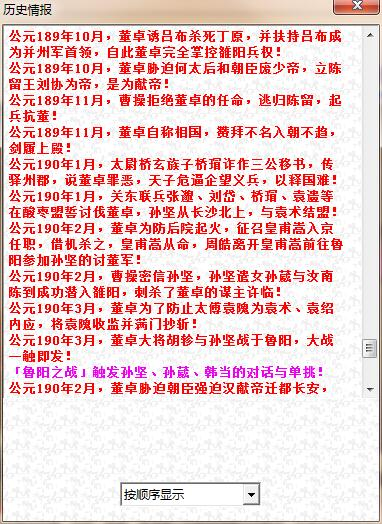 历史情报
公元189年10月，董卓诱吕布杀死丁原，并扶持吕布成
为并州军首领，自此董卓完全掌控雒阳兵权！
公元189年10月，董卓胁迫何太后和朝臣废少帝，立陈
留王刘协为帝，是为献帝！
公元189年11月，曹操拒绝董卓的任命，逃归陈留，起
兵抗董！
公元189年11月，董卓自称相国，赞拜不名入朝不趋，
剑履上殿！
公元190年1月，太尉桥玄族子桥瑁诈作三公移书，传
驿州郡，说董卓罪恶，天子危逼企望义兵，以释国难！
公元190年1月，关东联兵张邈、刘岱、桥瑁、袁遗等
在酸枣盟誓讨伐董卓，孙坚从长沙北上，与袁术结盟！
公元190年2月，董卓为防后院起火，征召皇甫嵩入京
任职，借机杀之，皇甫嵩从命，周皓离开皇甫嵩前往鲁
阳参加孙坚的讨董军！
公元190年2月，曹操密信孙坚，孙坚遣女孙菣与汝南
陈到成功潜入雒阳，刺杀了董卓的谋主许临！
公元190年3月，董卓为了防止太傅袁隗为袁术、袁绍
内应，将袁隗收监并满门抄斩！
公元190年3月，董卓大将胡轸与孙坚战于鲁阳，大战
一触即发！
「鲁阳之战」触发孙坚、孙菣、韩当的对话与单挑！
公元190年2月，董卓胁迫朝臣强迫汉献帝迁都长安，
按顺序显示